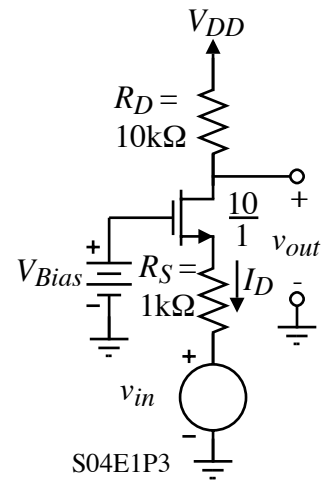 V_DD
R_D =
10kΩ
+
10
1
v_out
-
+
V_Bias
−
R_S =
1kΩ
I_D
+
v_in
−
S04E1P3